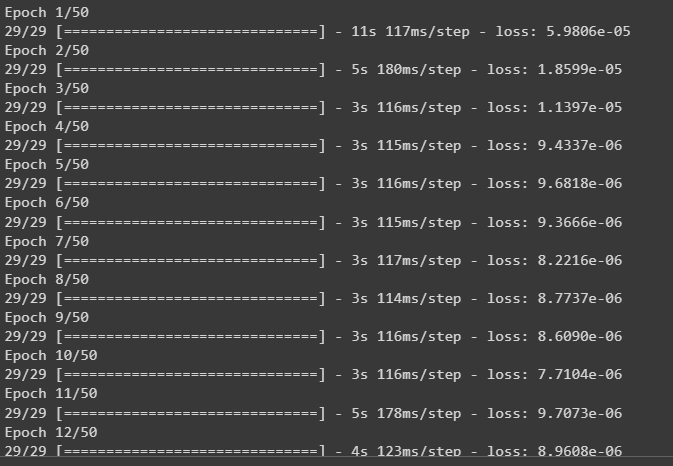 Epoch 1/50
29/29 [==============================] - 11s 117ms/step - loss: 5.9806e-05
Epoch 2/50
29/29 [==============================] - 5s 180ms/step - loss: 1.8599e-05
Epoch 3/50
29/29 [==============================] - 3s 116ms/step - loss: 1.1397e-05
Epoch 4/50
29/29 [==============================] - 3s 115ms/step - loss: 9.4337e-06
Epoch 5/50
29/29 [==============================] - 3s 116ms/step - loss: 9.6818e-06
Epoch 6/50
29/29 [==============================] - 3s 115ms/step - loss: 9.3666e-06
Epoch 7/50
29/29 [==============================] - 3s 117ms/step - loss: 8.2216e-06
Epoch 8/50
29/29 [==============================] - 3s 114ms/step - loss: 8.7737e-06
Epoch 9/50
29/29 [==============================] - 3s 116ms/step - loss: 8.6090e-06
Epoch 10/50
29/29 [==============================] - 3s 116ms/step - loss: 7.7104e-06
Epoch 11/50
29/29 [==============================] - 5s 178ms/step - loss: 9.7073e-06
Epoch 12/50
29/29 [==============================] - 4s 123ms/step - loss: 8.9608e-06